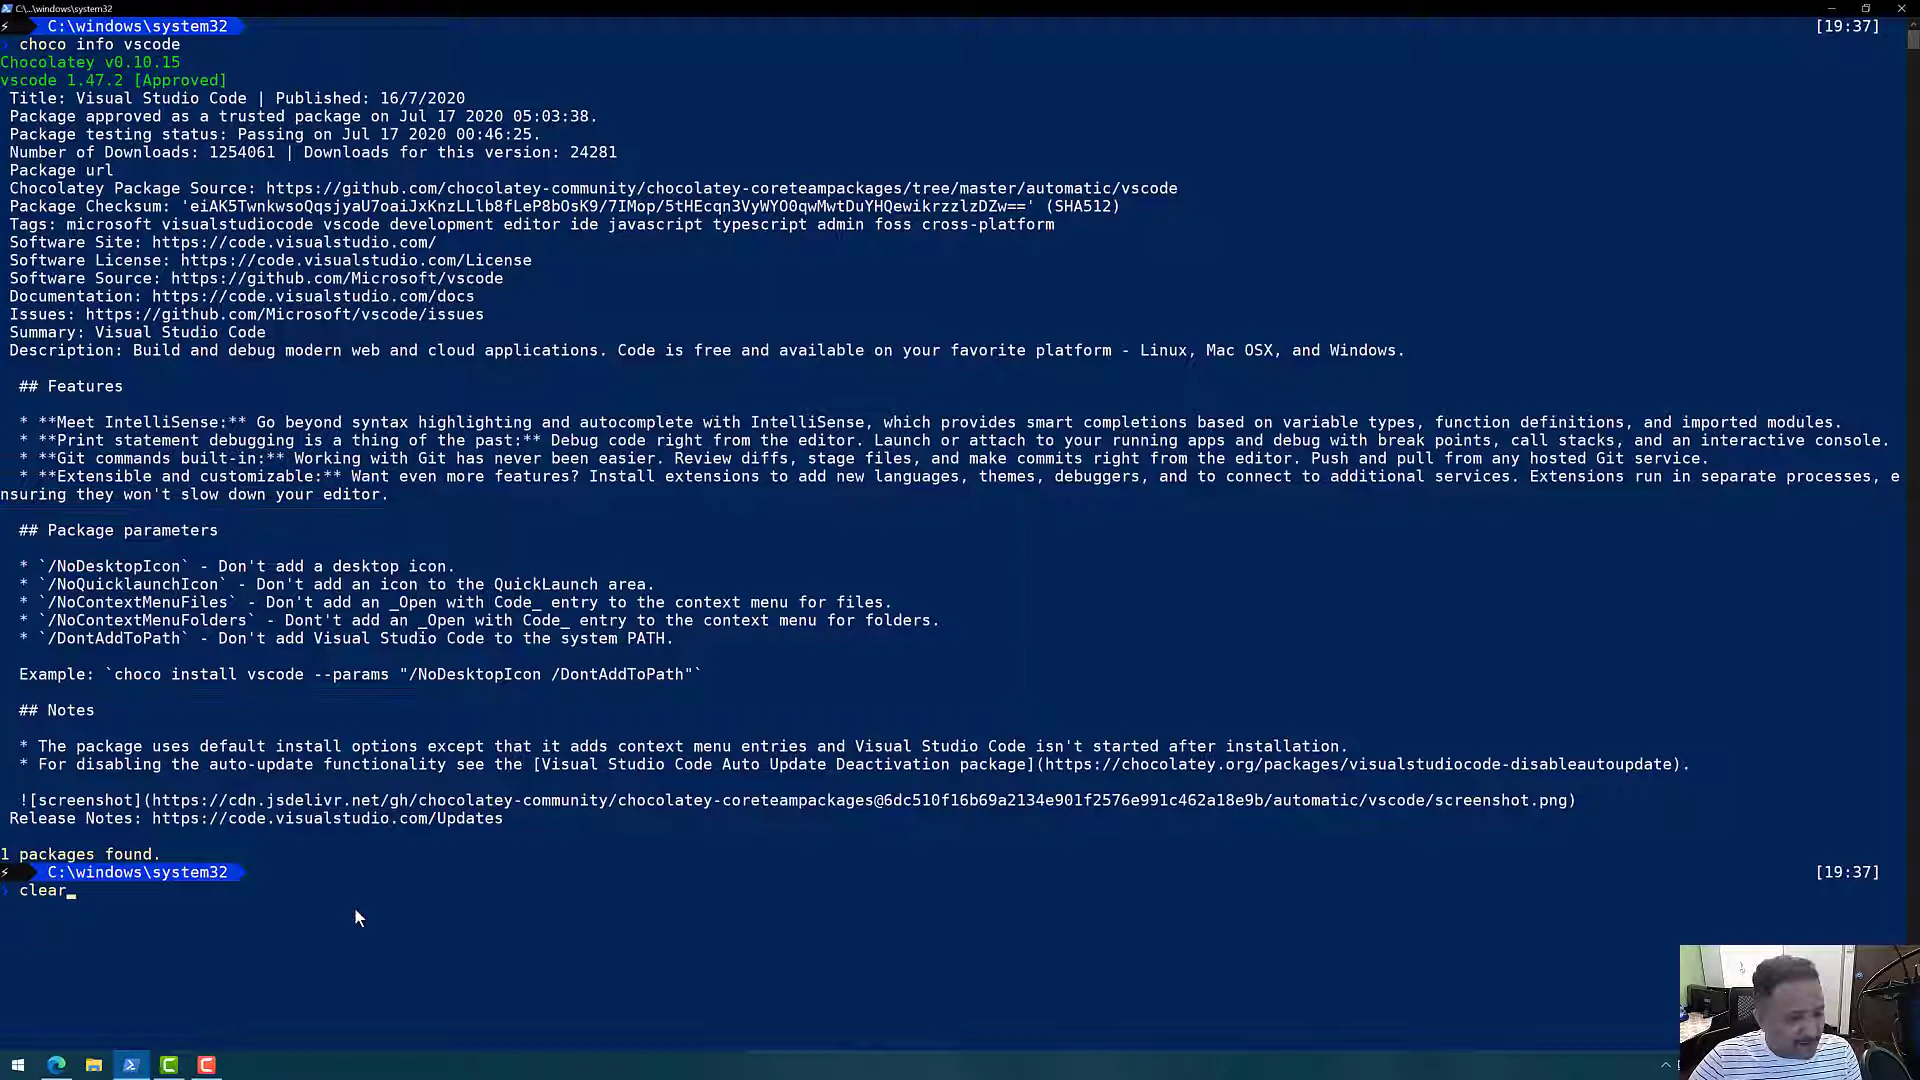 C:\...\windows\system32
C:\windows\system32 [19:37]
choco info vscode
Chocolatey v0.10.15
vscode 1.47.2 [Approved]
Title: Visual Studio Code | Published: 16/7/2020
Package approved as a trusted package on Jul 17 2020 05:03:38.
Package testing status: Passing on Jul 17 2020 00:46:25.
Number of Downloads: 1254061 | Downloads for this version: 24281
Package url
Chocolatey Package Source: https://github.com/chocolatey-community/chocolatey-coreteampackages/tree/master/automatic/vscode
Package Checksum: 'eiAK5TwnkwsoQqsjyaU7oaiJxKnzLLlb8fLeP8bOsK9/7IMop/5tHEcqn3VyWYO0qwMwtDuYHQewikrzzlzDZw==' (SHA512)
Tags: microsoft visualstudiocode vscode development editor ide javascript typescript admin foss cross-platform
Software Site: https://code.visualstudio.com/
Software License: https://code.visualstudio.com/License
Software Source: https://github.com/Microsoft/vscode
Documentation: https://code.visualstudio.com/docs
Issues: https://github.com/Microsoft/vscode/issues
Summary: Visual Studio Code
Description: Build and debug modern web and cloud applications. Code is free and available on your favorite platform - Linux, Mac OSX, and Windows.
## Features
* **Meet IntelliSense:** Go beyond syntax highlighting and autocomplete with IntelliSense, which provides smart completions based on variable types, function definitions, and imported modules.
* **Print statement debugging is a thing of the past:** Debug code right from the editor. Launch or attach to your running apps and debug with break points, call stacks, and an interactive console.
* **Git commands built-in:** Working with Git has never been easier. Review diffs, stage files, and make commits right from the editor. Push and pull from any hosted Git service.
* **Extensible and customizable:** Want even more features? Install extensions to add new languages, themes, debuggers, and to connect to additional services. Extensions run in separate processes, e
nsuring they won't slow down your editor.
## Package parameters
* `/NoDesktopIcon` - Don't add a desktop icon.
* `/NoQuicklaunchIcon` - Don't add an icon to the QuickLaunch area.
* `/NoContextMenuFiles` - Don't add an _Open with Code_ entry to the context menu for files.
* `/NoContextMenuFolders` - Dont't add an _Open with Code_ entry to the context menu for folders.
* `/DontAddToPath` - Don't add Visual Studio Code to the system PATH.
Example: `choco install vscode --params "/NoDesktopIcon /DontAddToPath"`
## Notes
* The package uses default install options except that it adds context menu entries and Visual Studio Code isn't started after installation.
* For disabling the auto-update functionality see the [Visual Studio Code Auto Update Deactivation package](https://chocolatey.org/packages/visualstudiocode-disableautoupdate).
![screenshot](https://cdn.jsdelivr.net/gh/chocolatey-community/chocolatey-coreteampackages@6dc510f16b69a2134e901f2576e991c462a18e9b/automatic/vscode/screenshot.png)
Release Notes: https://code.visualstudio.com/Updates
1 packages found.
C:\windows\system32 [19:37]
clear